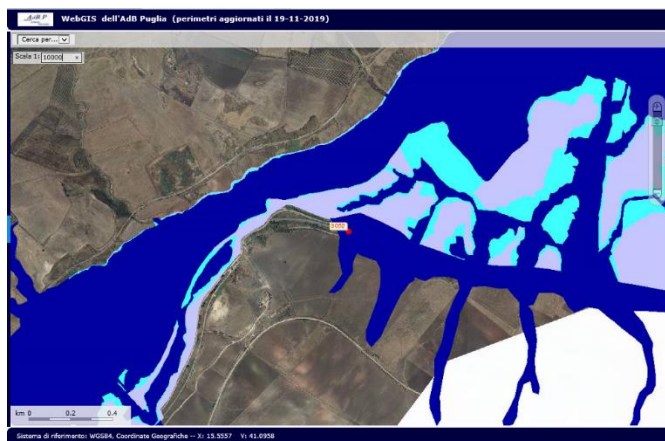 AdB P
WebGIS dell'AdB Puglia (perimetri aggiornati il 19-11-2019)
Cerca per...
Scala 1: 10000
km 0 0.2 0.4
Sistema di riferimento: WGS84, Coordinate Geografiche -- X: 15.5557 Y: 41.0958